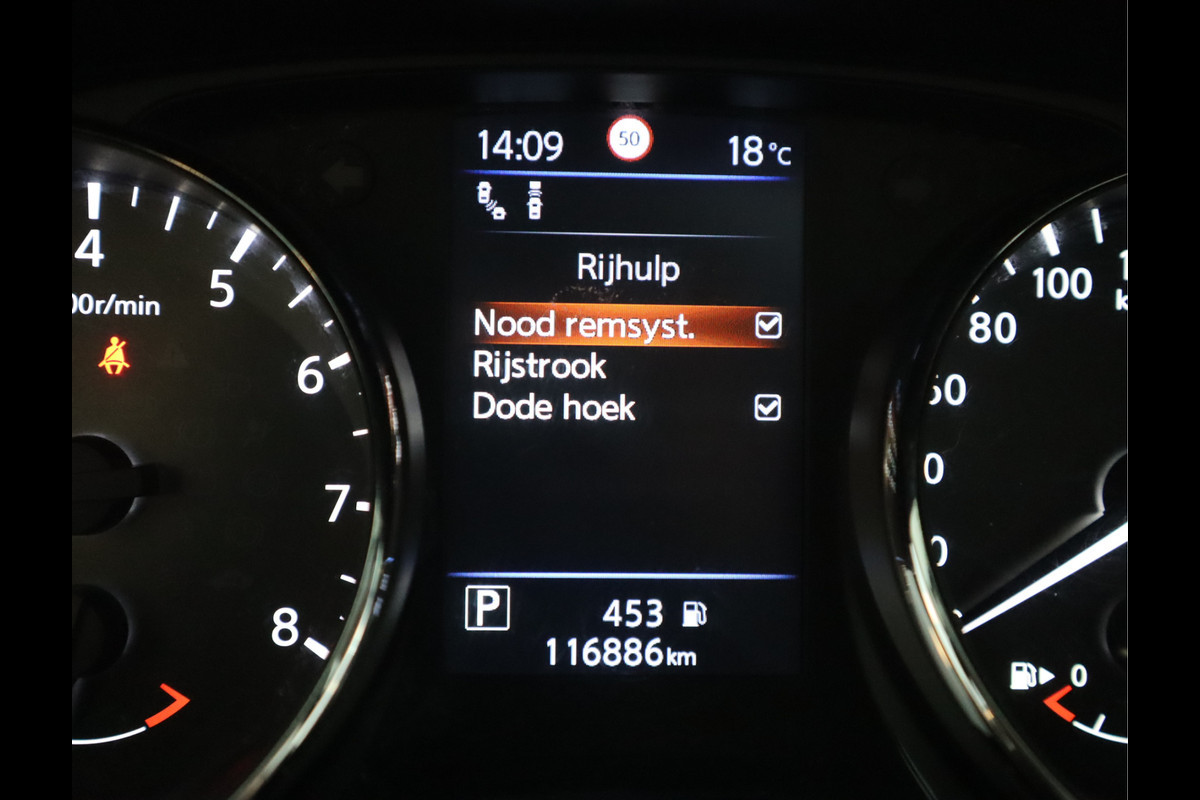 14:09
50
18°C
Rijhulp
Nood remsyst.
Rijstrook
Dode hoek
P
453
116886km
4
5
6
7
8
00r/min
100
80
0